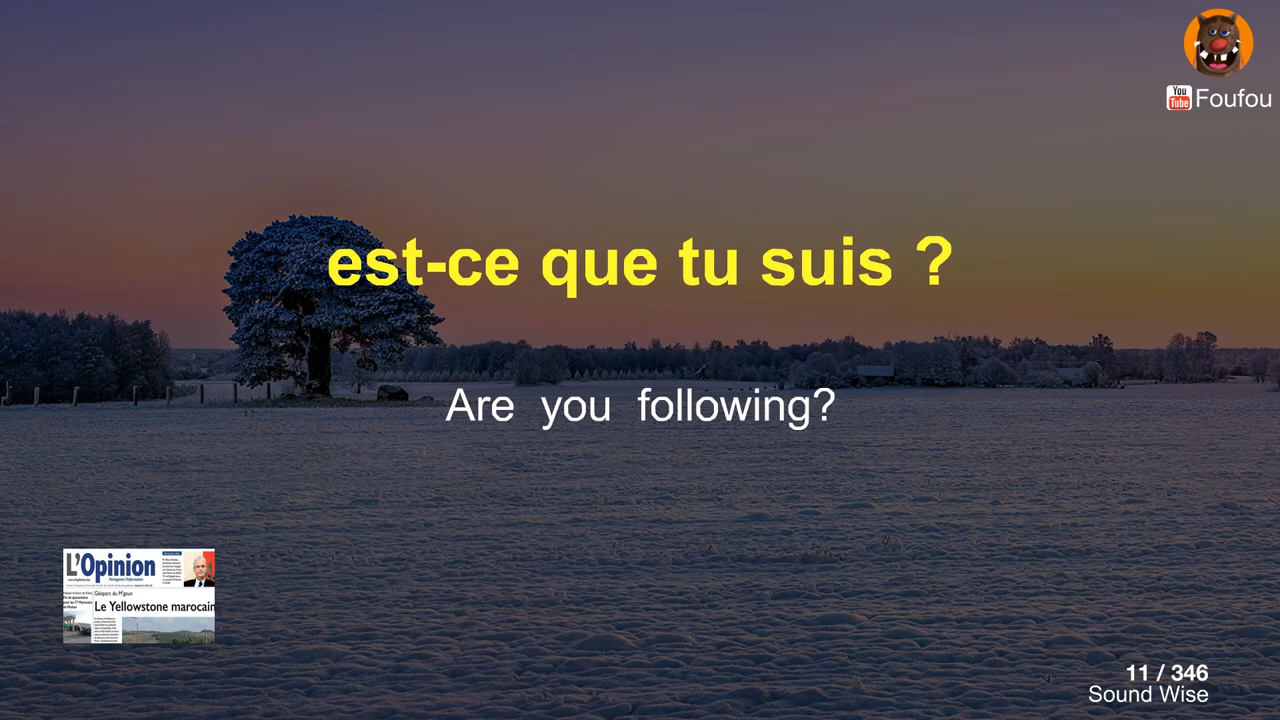 You
Tube
Foufou
est-ce que tu suis ?
Are you following?
L'Opinion
Géoparc du M'goun
Le Yellowstone marocain
11 / 346
Sound Wise